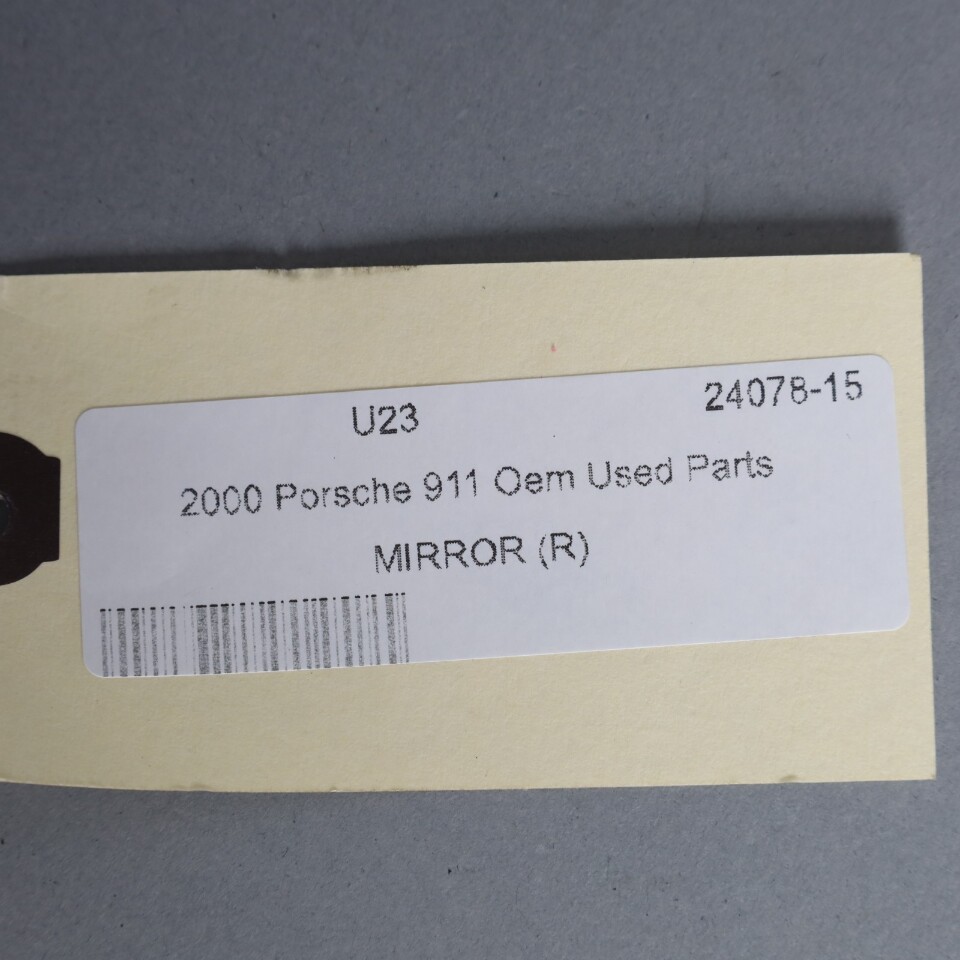 U23 24078-15
2000 Porsche 911 Oem Used Parts
MIRROR (R)